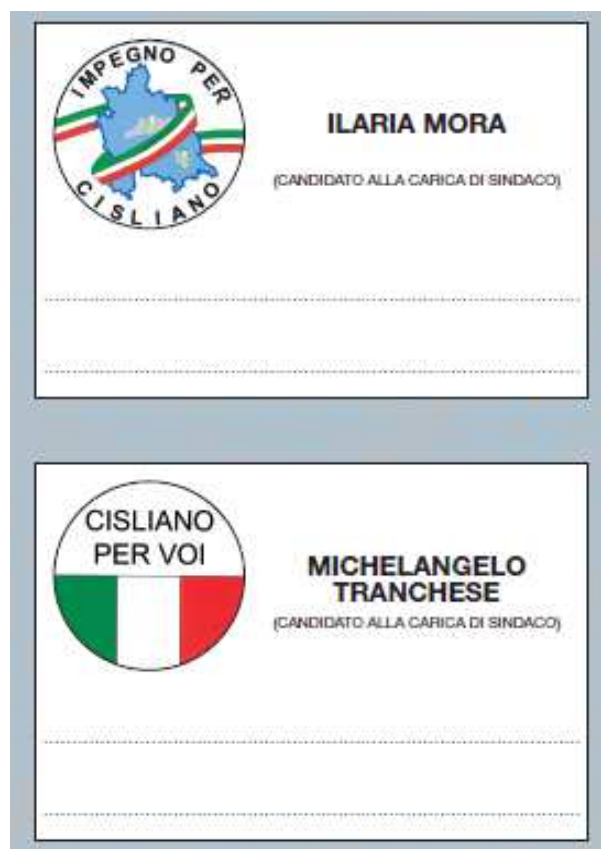 IMPEGNO PER
CISLIANO
ILARIA MORA
(CANDIDATO ALLA CARICA DI SINDACO)
CISLIANO
PER VOI
MICHELANGELO
TRANCHESE
(CANDIDATO ALLA CARICA DI SINDACO)